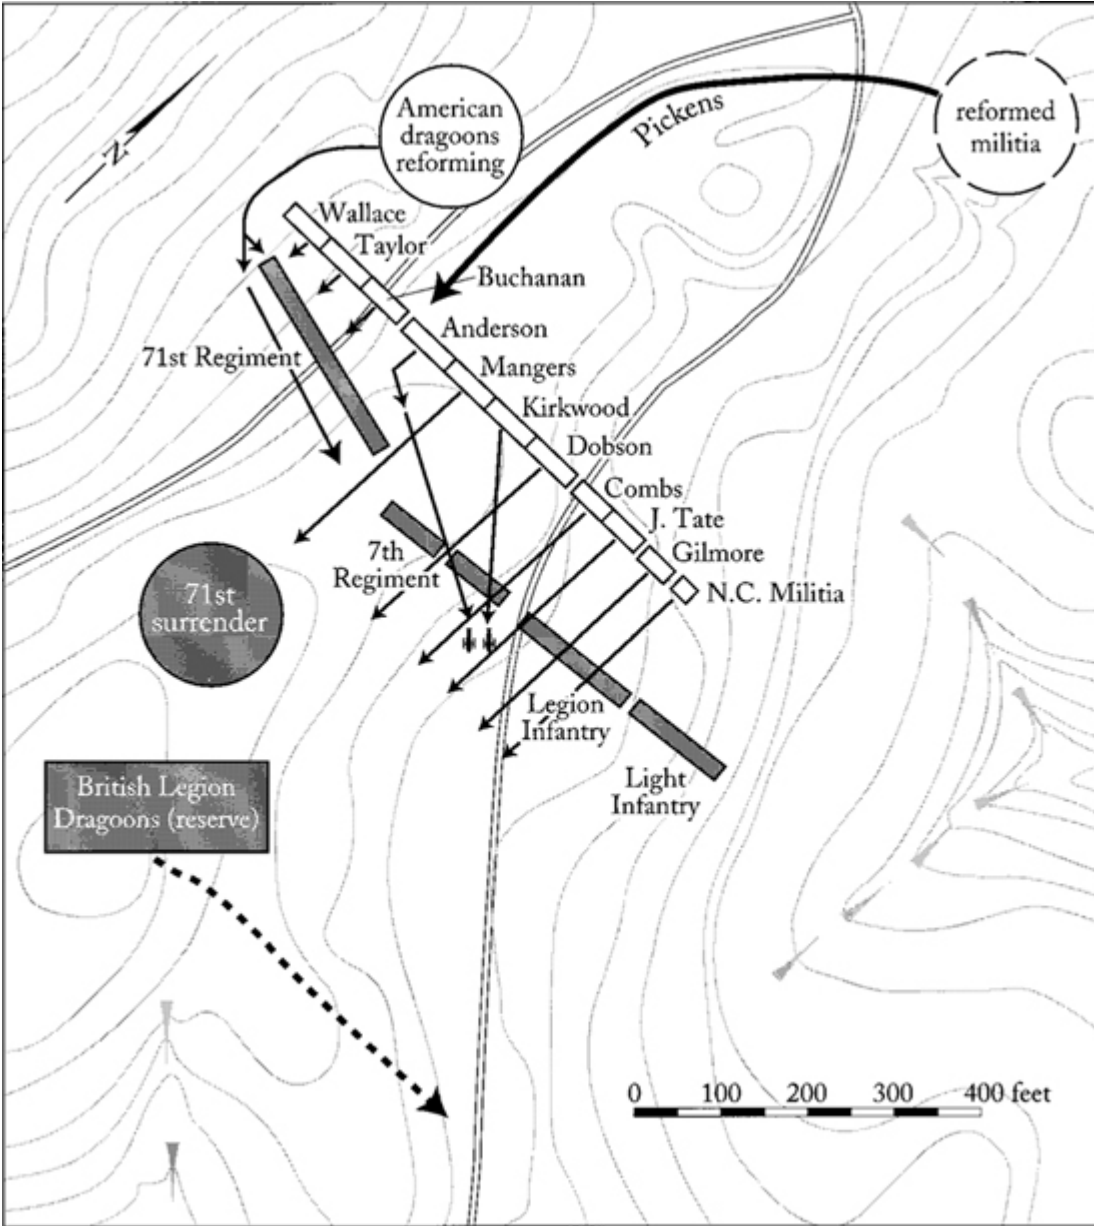 American
dragoons
reforming
reformed
militia
Pickens
N
Wallace
Taylor
Buchanan
Anderson
71st Regiment
Mangers
Kirkwood
Dobson
Combs
J. Tate
Gilmore
N.C. Militia
7th
Regiment
71st
surrender
Legion
Infantry
Light
Infantry
British Legion
Dragoons (reserve)
0 100 200 300 400 feet